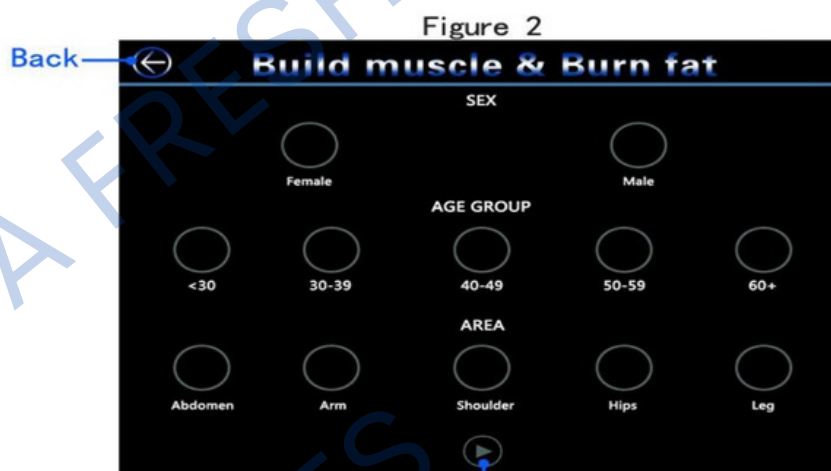 Figure 2
Back
Build muscle & Burn fat
SEX
Female Male
AGE GROUP
<30 30-39 40-49 50-59 60+
AREA
Abdomen Arm Shoulder Hips Leg
A FRESH